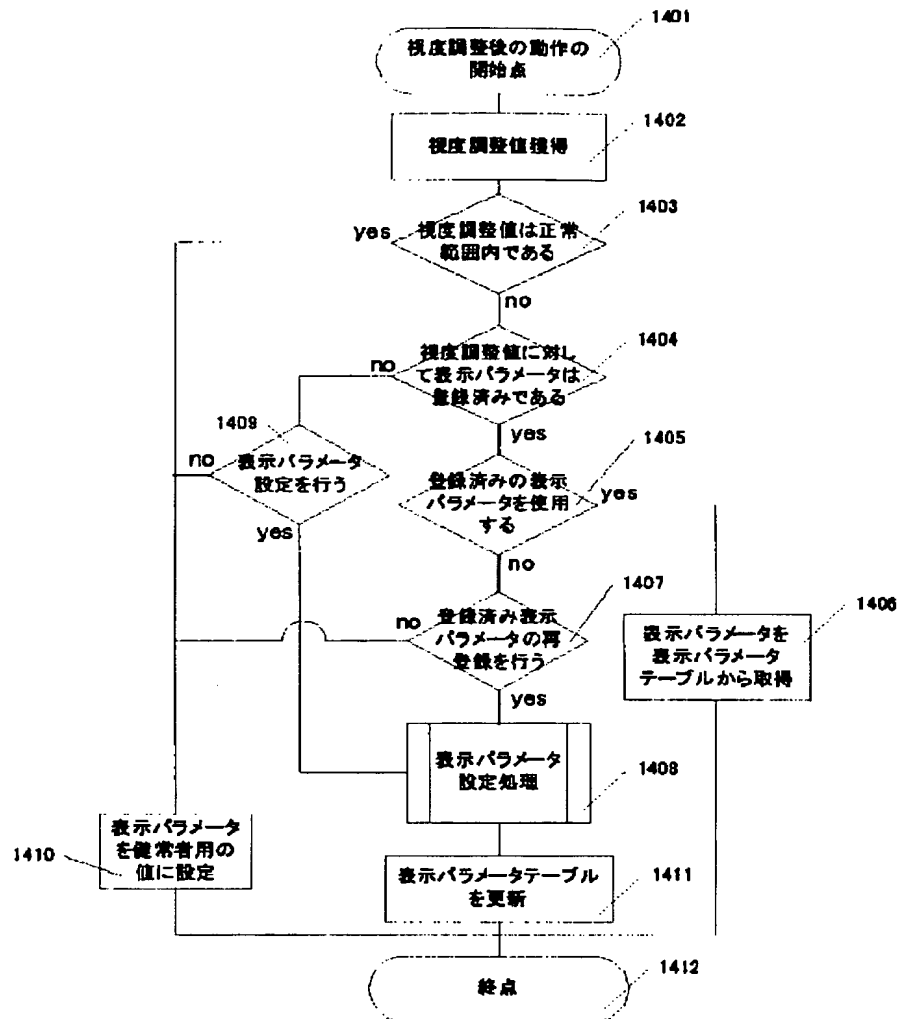 1401
視度調整後の動作の
開始点
1402
視度調整値獲得
1403
yes
視度調整値は正常
範囲内である
no
1404
no
視度調整値に対し
て表示パラメータは
登録済みである
yes
1409
no
表示パラメータ
設定を行う
yes
1405
登録済みの表示
パラメータを使用
する
yes
no
1407
no
登録済み表示
パラメータの再
登録を行う
yes
1406
表示パラメータを
表示パラメータ
テーブルから取得
表示パラメータ
設定処理
1408
1410
表示パラメータ
を健常者用の
値に設定
表示パラメータテーブル
を更新
1411
終点
1412